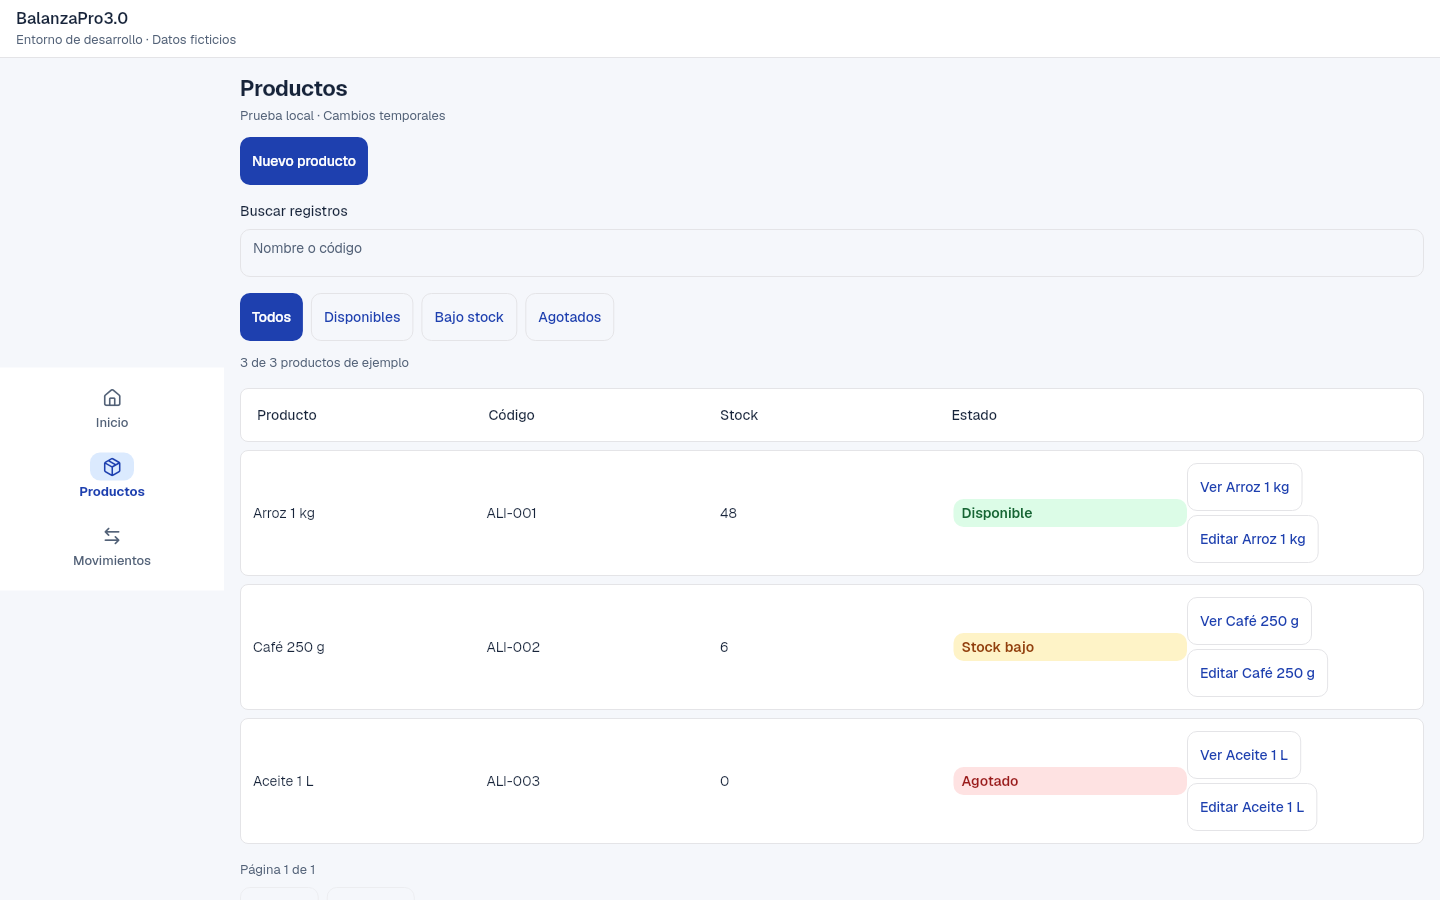 BalanzaPro3.0
Entorno de desarrollo · Datos ficticios
Productos
Prueba local · Cambios temporales
Nuevo producto
Buscar registros
Nombre o código
Todos
Disponibles
Bajo stock
Agotados
3 de 3 productos de ejemplo
Inicio
Productos
Movimientos
Producto Código Stock Estado
Arroz 1 kg ALI-001 48 Disponible
Ver Arroz 1 kg
Editar Arroz 1 kg
Café 250 g ALI-002 6 Stock bajo
Ver Café 250 g
Editar Café 250 g
Aceite 1 L ALI-003 0 Agotado
Ver Aceite 1 L
Editar Aceite 1 L
Página 1 de 1